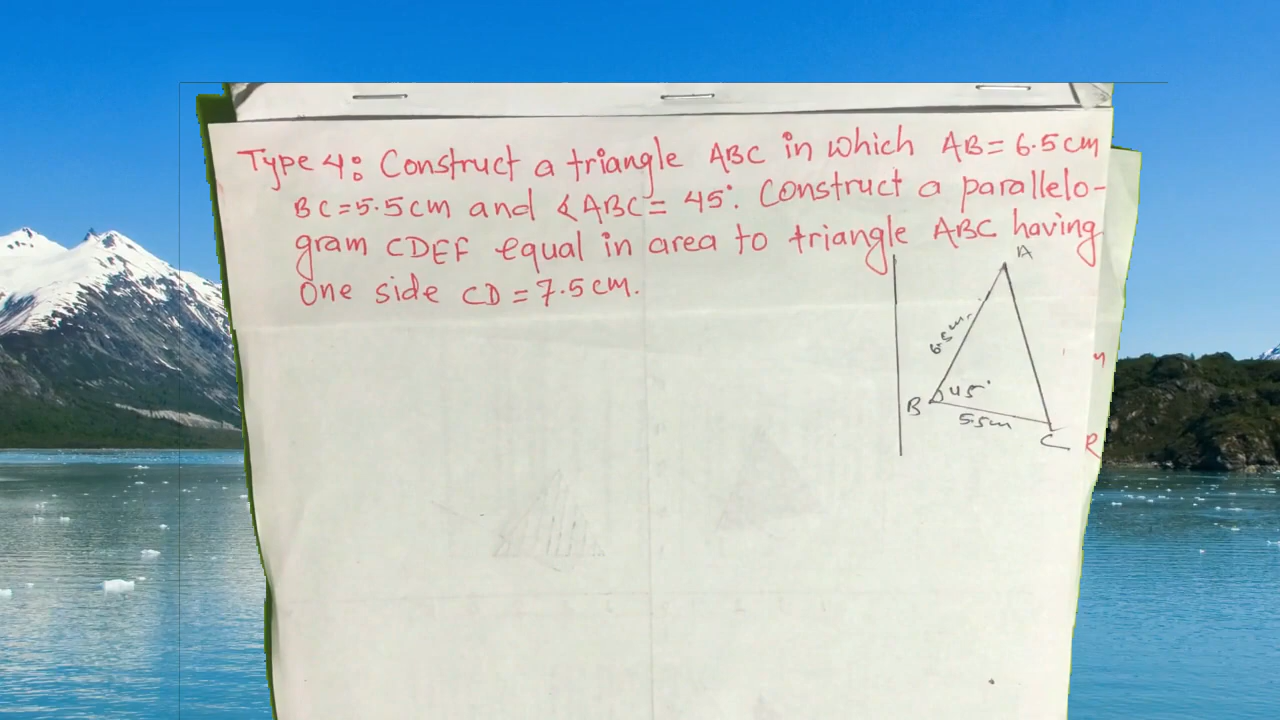 Type 4: Construct a triangle ABC in which AB = 6.5 cm
BC = 5.5 cm and ∡ABC = 45°. Construct a parallelo-
gram CDEF equal in area to triangle ABC having
one side CD = 7.5 cm.
A
6.5cm
B 45°
5.5cm
C R